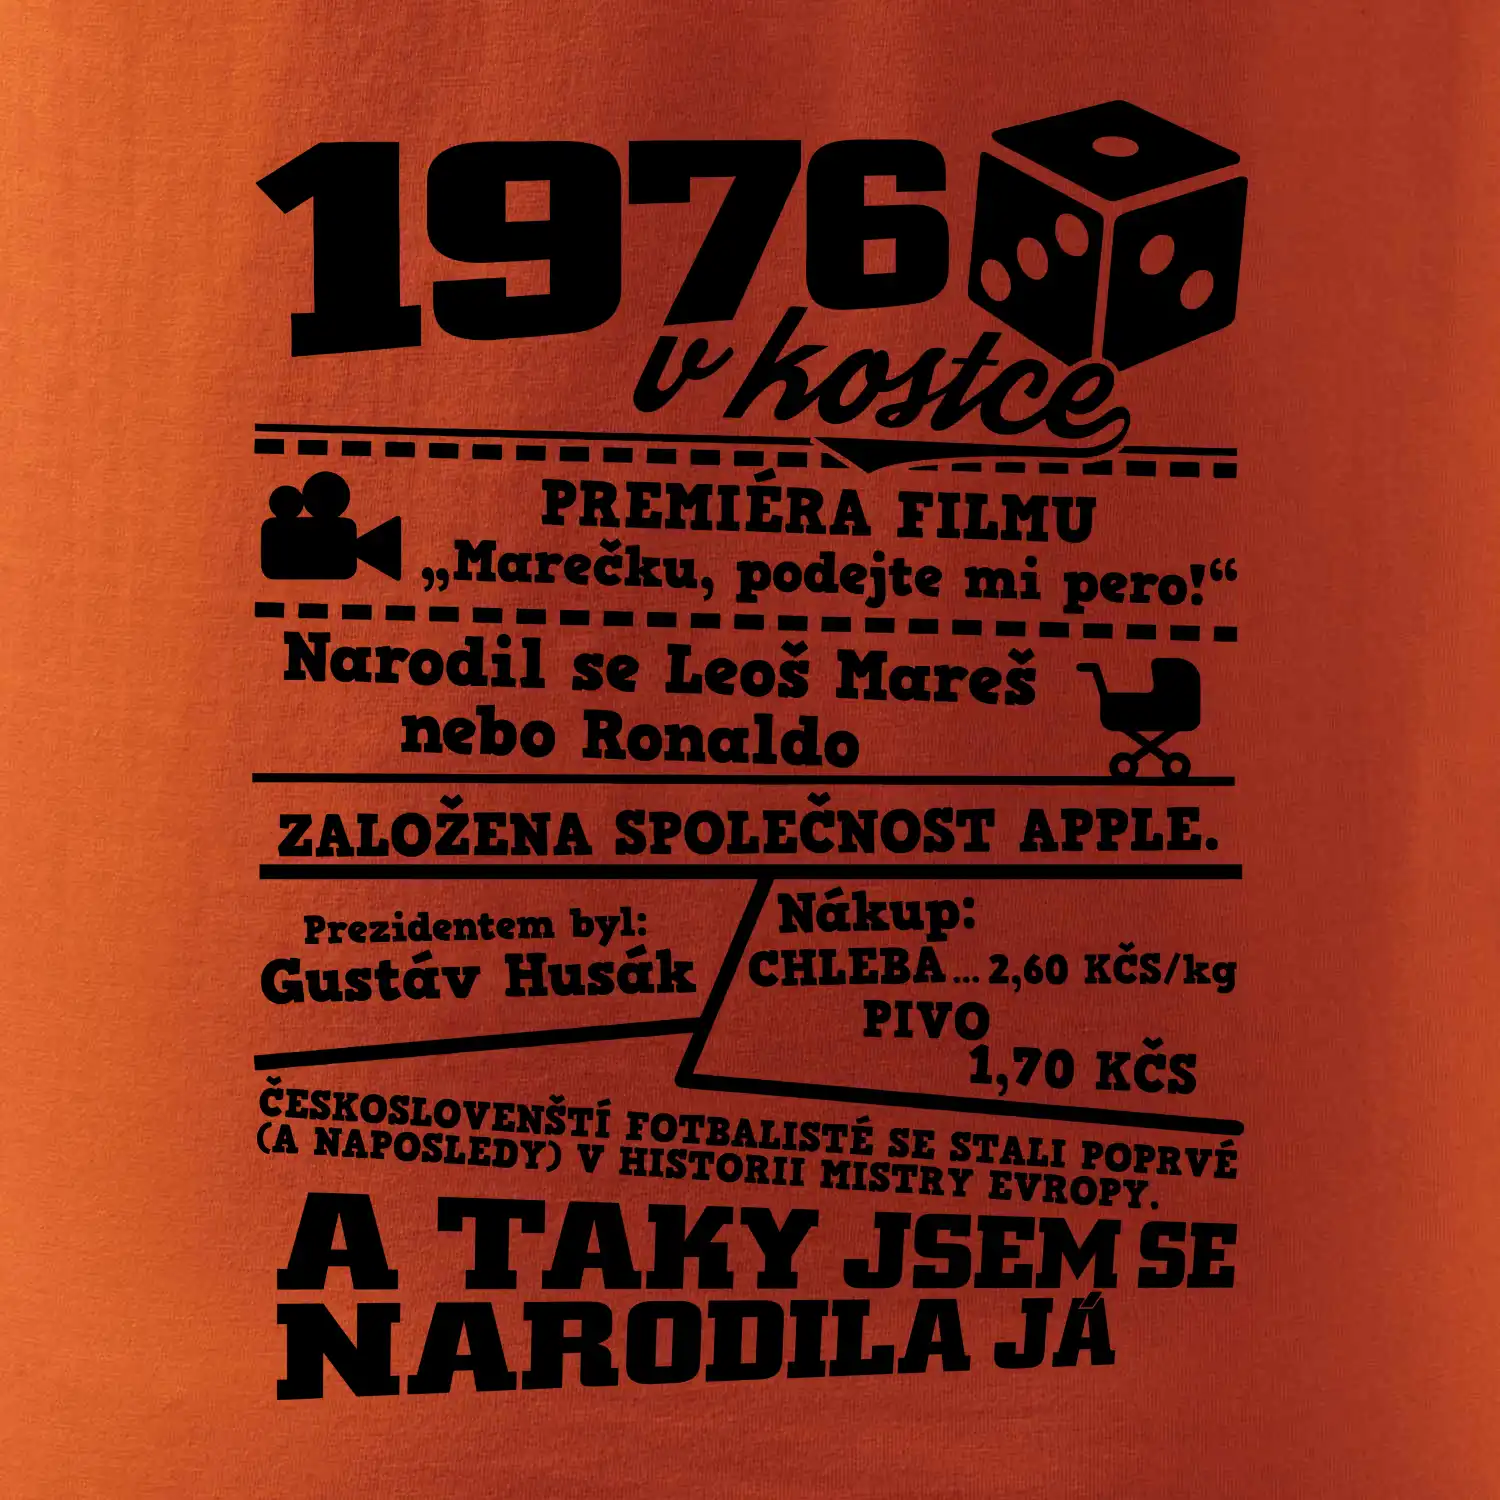 1976
v kostce
PREMIÉRA FILMU
„Marečku, podejte mi pero!“
Narodil se Leoš Mareš
nebo Ronaldo
ZALOŽENA SPOLEČNOST APPLE.
Prezidentem byl:
Gustáv Husák
Nákup:
CHLEBA... 2,60 KČS/kg
PIVO
1,70 KČS
ČESKOSLOVENŠTÍ FOTBALISTÉ SE STALI POPRVÉ
(A NAPOSLEDY) V HISTORII MISTRY EVROPY.
A TAKY JSEM SE
NARODILA JÁ